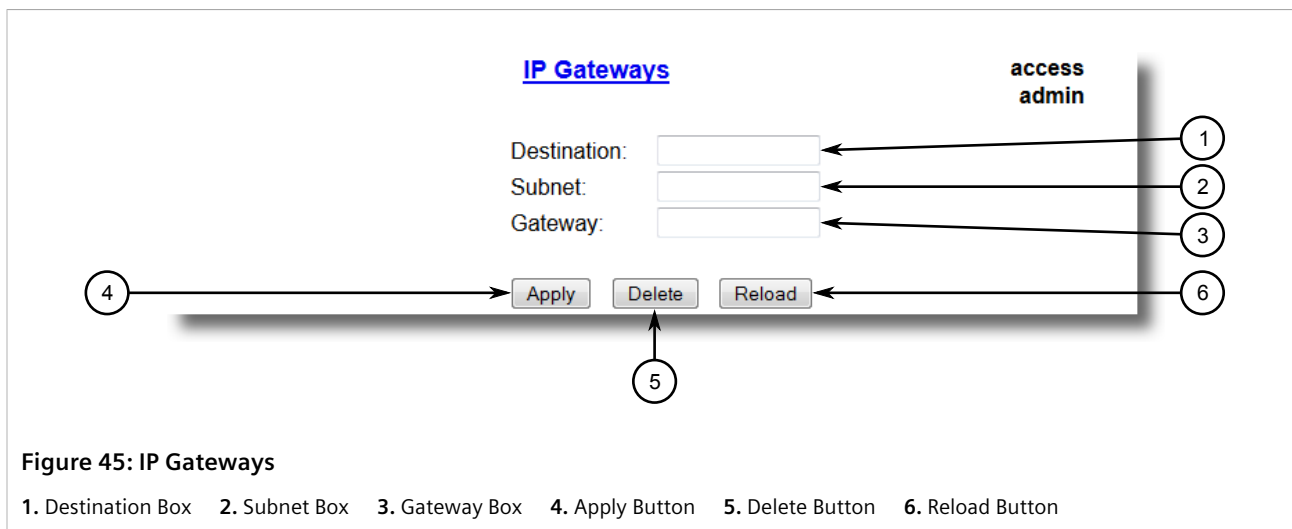 IP Gateways
access
admin
Destination:
1
Subnet:
2
Gateway:
3
4
Apply Delete Reload
6
5
Figure 45: IP Gateways
1. Destination Box 2. Subnet Box 3. Gateway Box 4. Apply Button 5. Delete Button 6. Reload Button